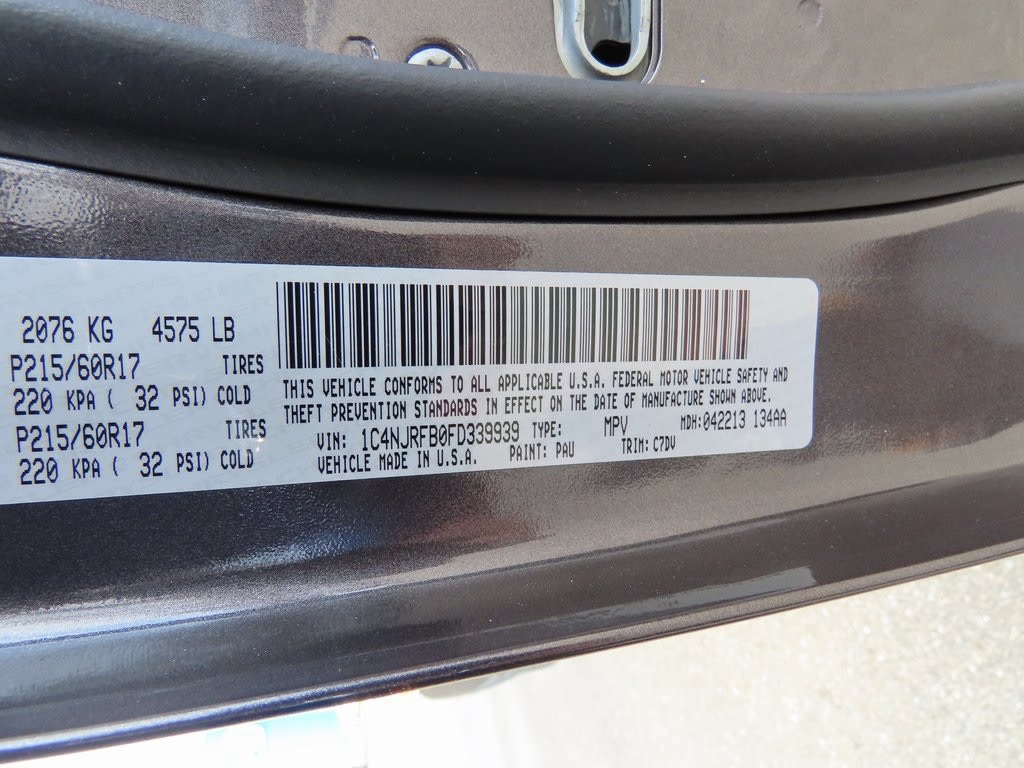 2076 KG 4575 LB
P215/60R17 TIRES
220 KPA ( 32 PSI) COLD
P215/60R17 TIRES
220 KPA ( 32 PSI) COLD
THIS VEHICLE CONFORMS TO ALL APPLICABLE U.S.A. FEDERAL MOTOR VEHICLE SAFETY AND
THEFT PREVENTION STANDARDS IN EFFECT ON THE DATE OF MANUFACTURE SHOWN ABOVE.
VIN: 1C4NJRFB0FD339939 TYPE: MPV MDH: 042213 134AA
VEHICLE MADE IN U.S.A. PAINT: PAU TRIM: C7DV